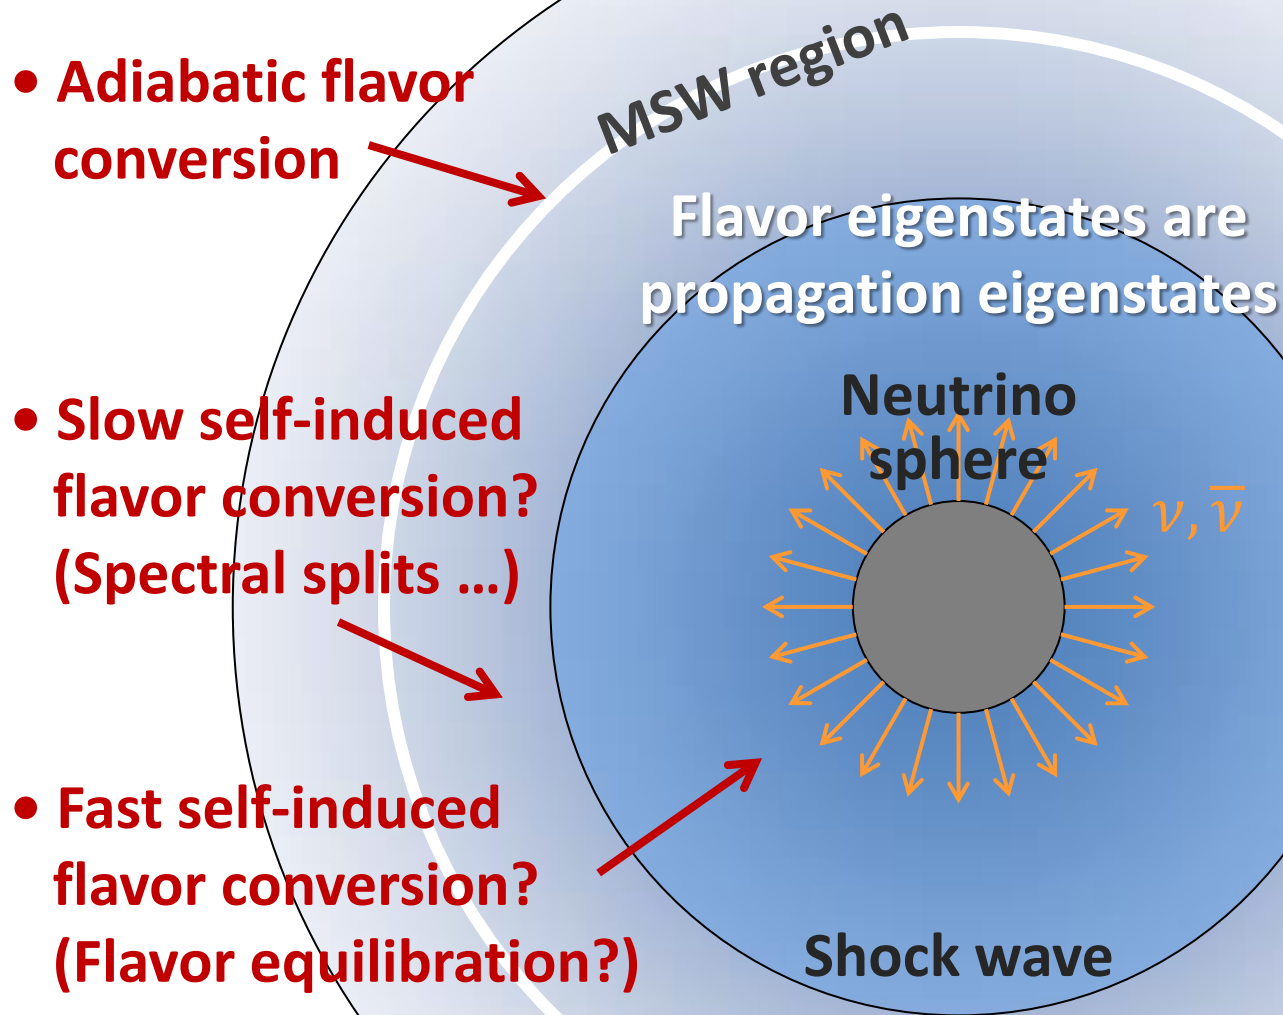 • Adiabatic flavor
conversion
MSW region
Flavor eigenstates are
propagation eigenstates
Neutrino
sphere
ν, ν̅
• Slow self-induced
flavor conversion?
(Spectral splits …)
• Fast self-induced
flavor conversion?
(Flavor equilibration?)
Shock wave